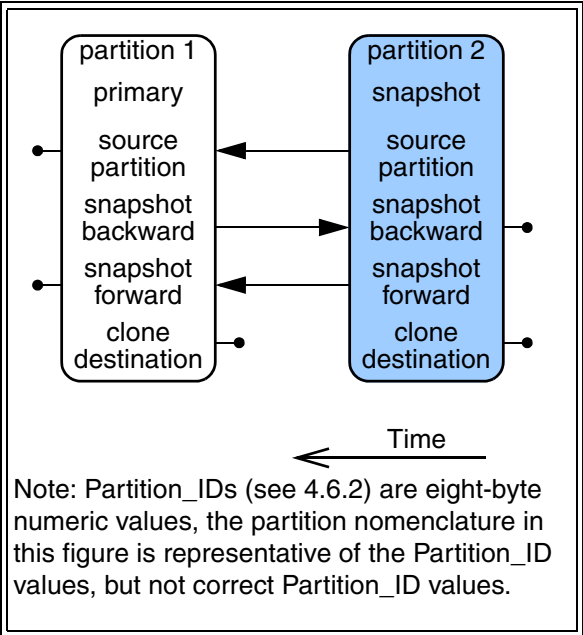 partition 1
primary
source
partition
snapshot
backward
snapshot
forward
clone
destination
partition 2
snapshot
source
partition
snapshot
backward
snapshot
forward
clone
destination
Time
Note: Partition_IDs (see 4.6.2) are eight-byte
numeric values, the partition nomenclature in
this figure is representative of the Partition_ID
values, but not correct Partition_ID values.